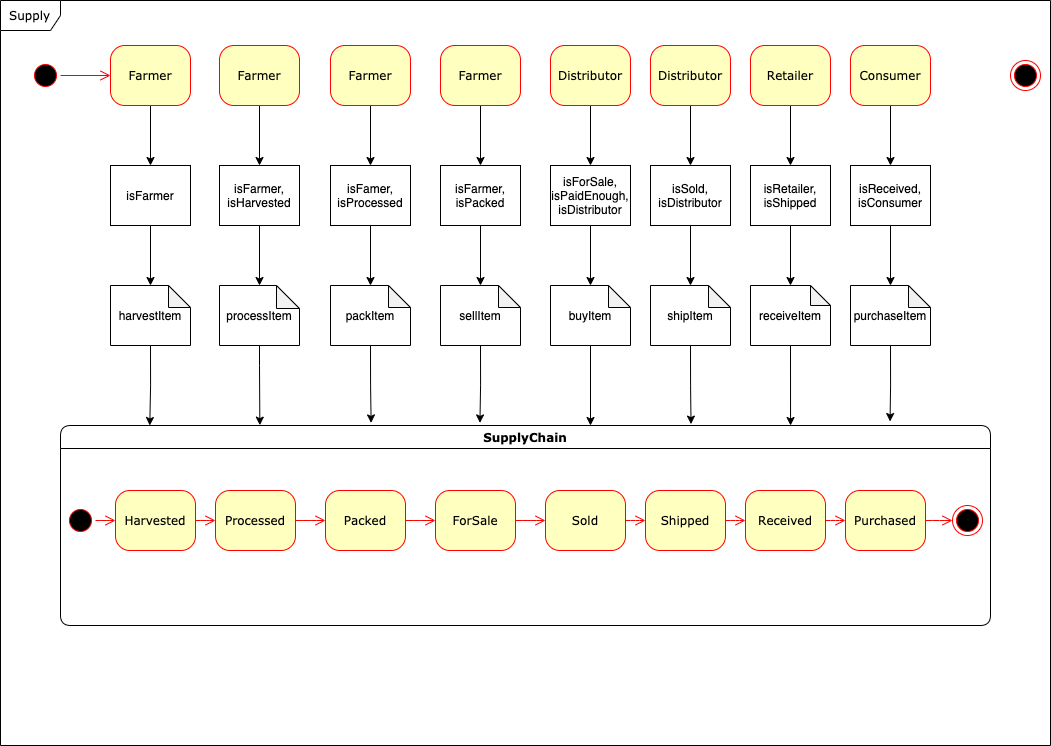 Supply
Farmer
Farmer
Farmer
Farmer
Distributor
Distributor
Retailer
Consumer
isFarmer
isFarmer,
isHarvested
isFamer,
isProcessed
isFarmer,
isPacked
isForSale,
isPaidEnough,
isDistributor
isSold,
isDistributor
isRetailer,
isShipped
isReceived,
isConsumer
harvestItem
processItem
packItem
sellItem
buyItem
shipItem
receiveItem
purchaseItem
SupplyChain
Harvested
Processed
Packed
ForSale
Sold
Shipped
Received
Purchased